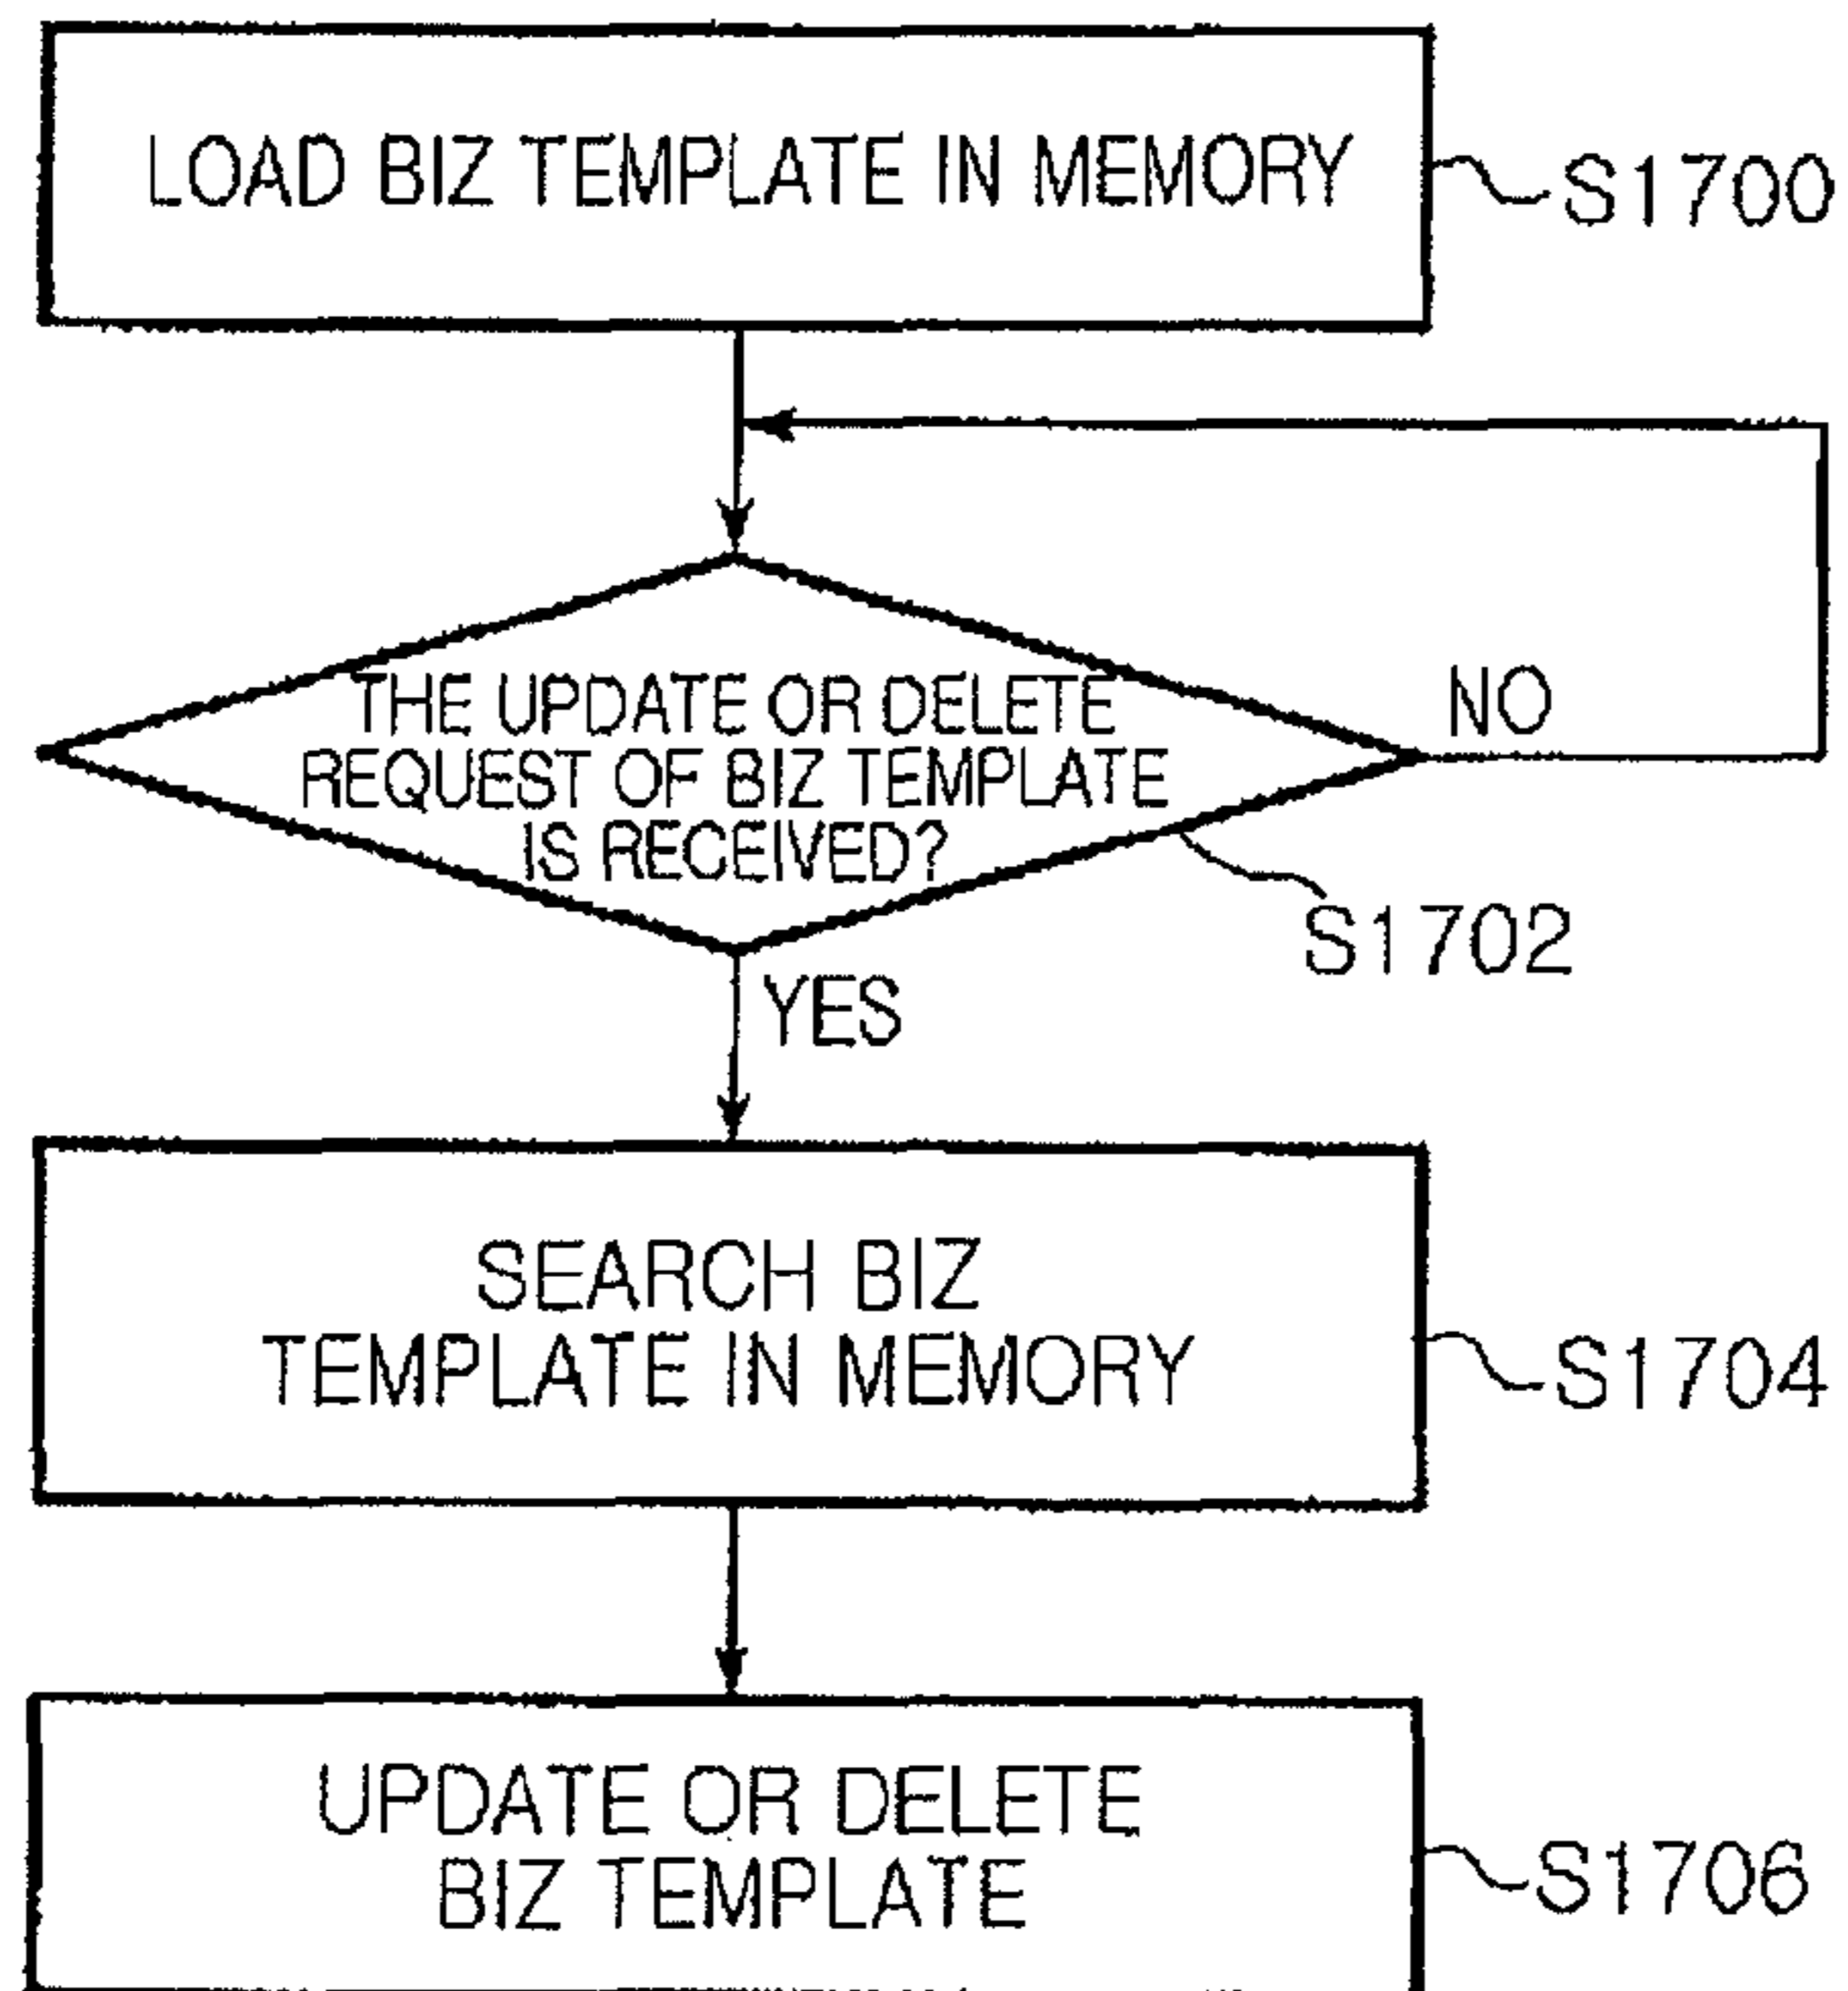 LOAD BIZ TEMPLATE IN MEMORY
S1700
THE UPDATE OR DELETE
REQUEST OF BIZ TEMPLATE
IS RECEIVED?
NO
S1702
YES
SEARCH BIZ
TEMPLATE IN MEMORY
S1704
UPDATE OR DELETE
BIZ TEMPLATE
S1706